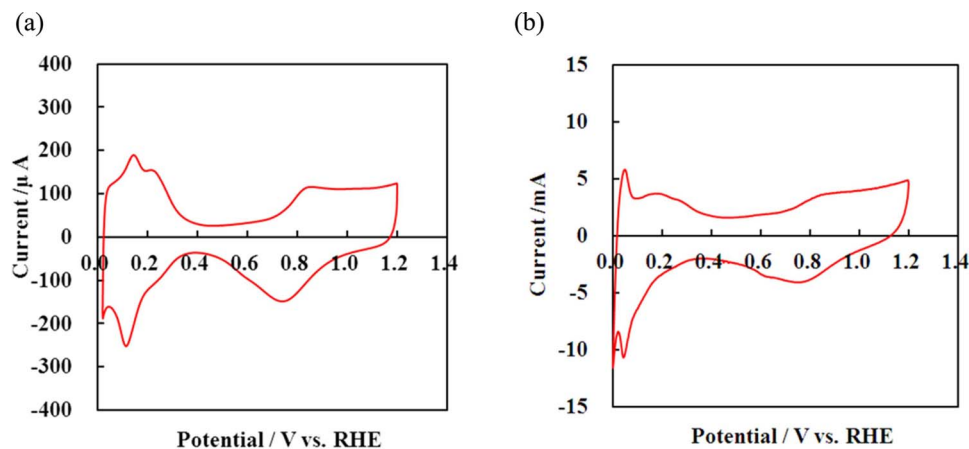 (a)
400
300
200
100
0
-100
-200
-300
-400
Current /µ A
0.0 0.2 0.4 0.6 0.8 1.0 1.2 1.4
Potential / V vs. RHE
(b)
15
10
5
0
-5
-10
-15
Current /mA
0.0 0.2 0.4 0.6 0.8 1.0 1.2 1.4
Potential / V vs. RHE